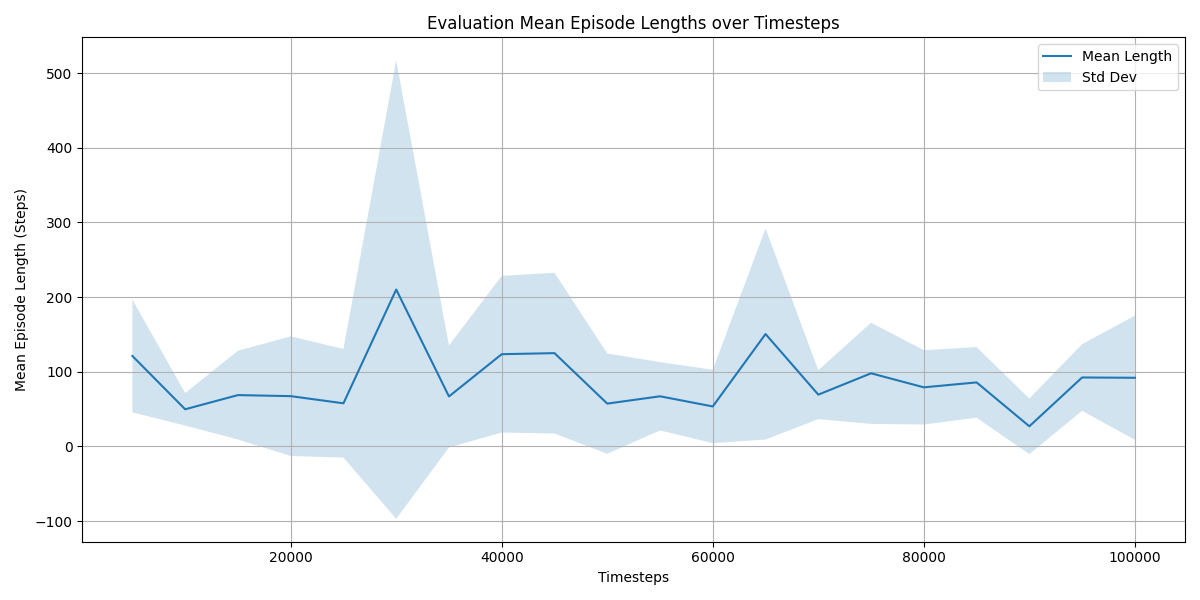 Evaluation Mean Episode Lengths over Timesteps
Mean Length
Std Dev
Mean Episode Length (Steps)
500
400
300
200
100
0
−100
20000
40000
60000
80000
100000
Timesteps